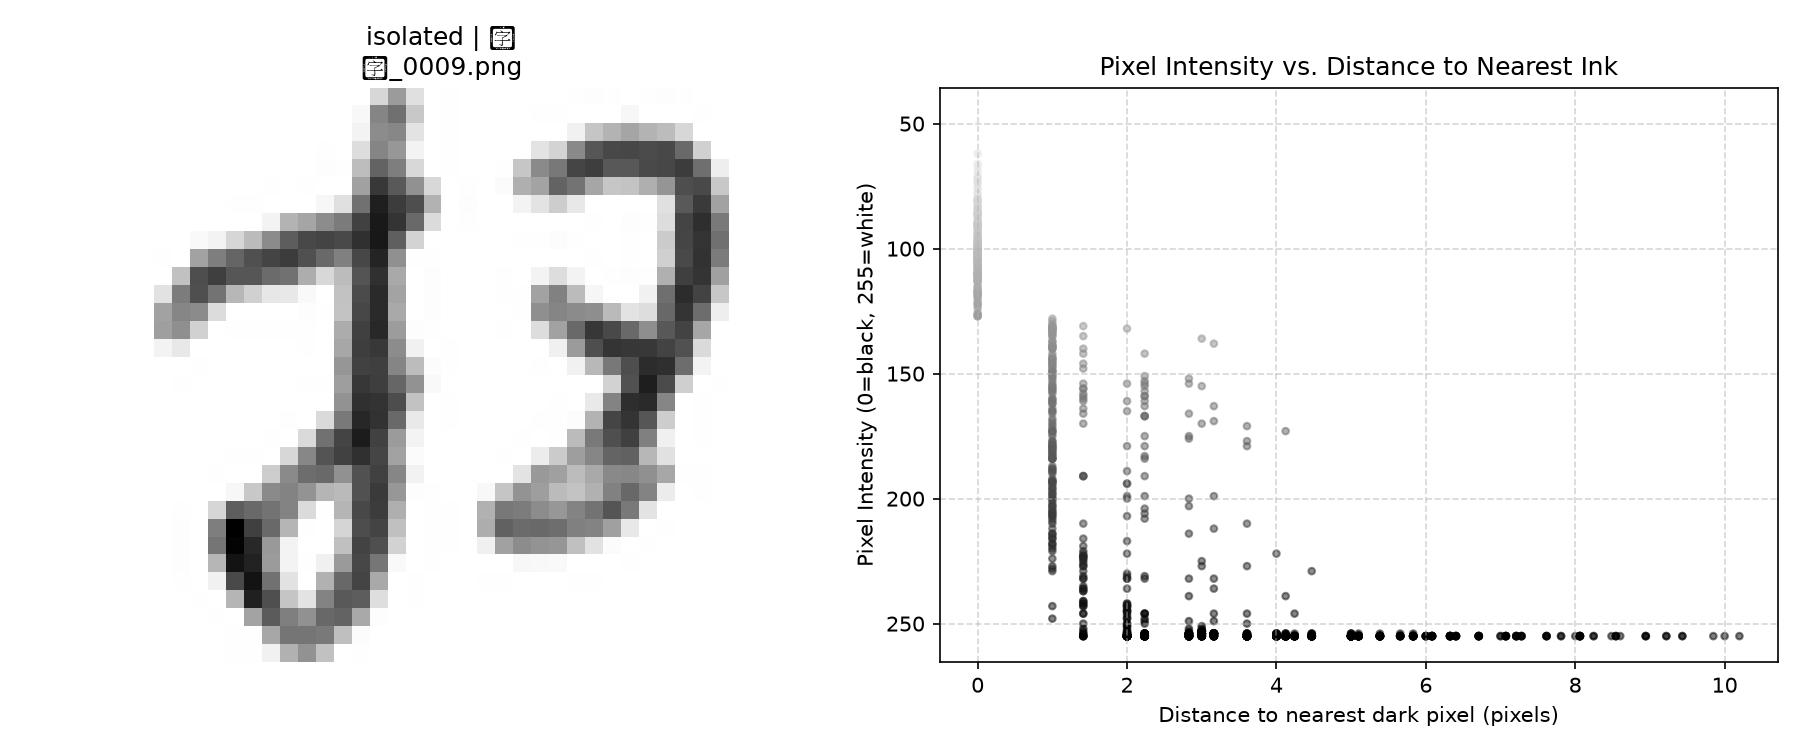 isolated |
_0009.png
扫
Pixel Intensity vs. Distance to Nearest Ink
Pixel Intensity (0=black, 255=white)
50
100
150
200
250
0 2 4 6 8 10
Distance to nearest dark pixel (pixels)